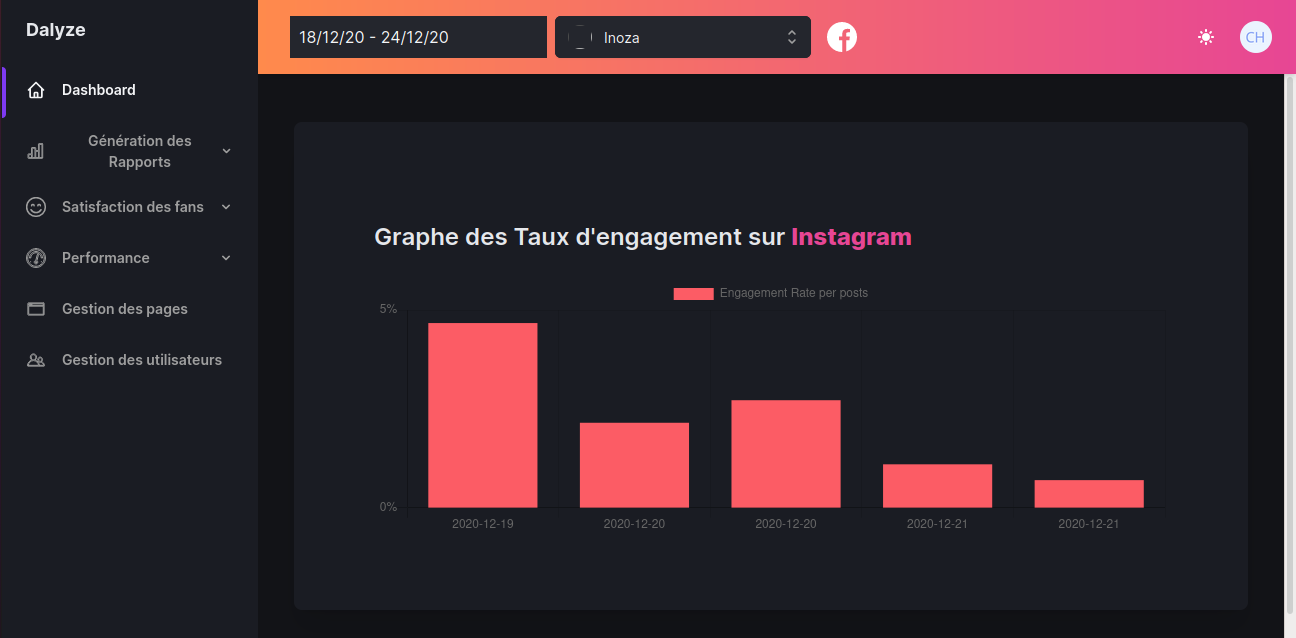 Dalyze
18/12/20 - 24/12/20
Inoza
CH
Dashboard
Génération des
Rapports
Satisfaction des fans
Performance
Gestion des pages
Gestion des utilisateurs
Graphe des Taux d'engagement sur Instagram
Engagement Rate per posts
5%
0%
2020-12-19 2020-12-20 2020-12-20 2020-12-21 2020-12-21